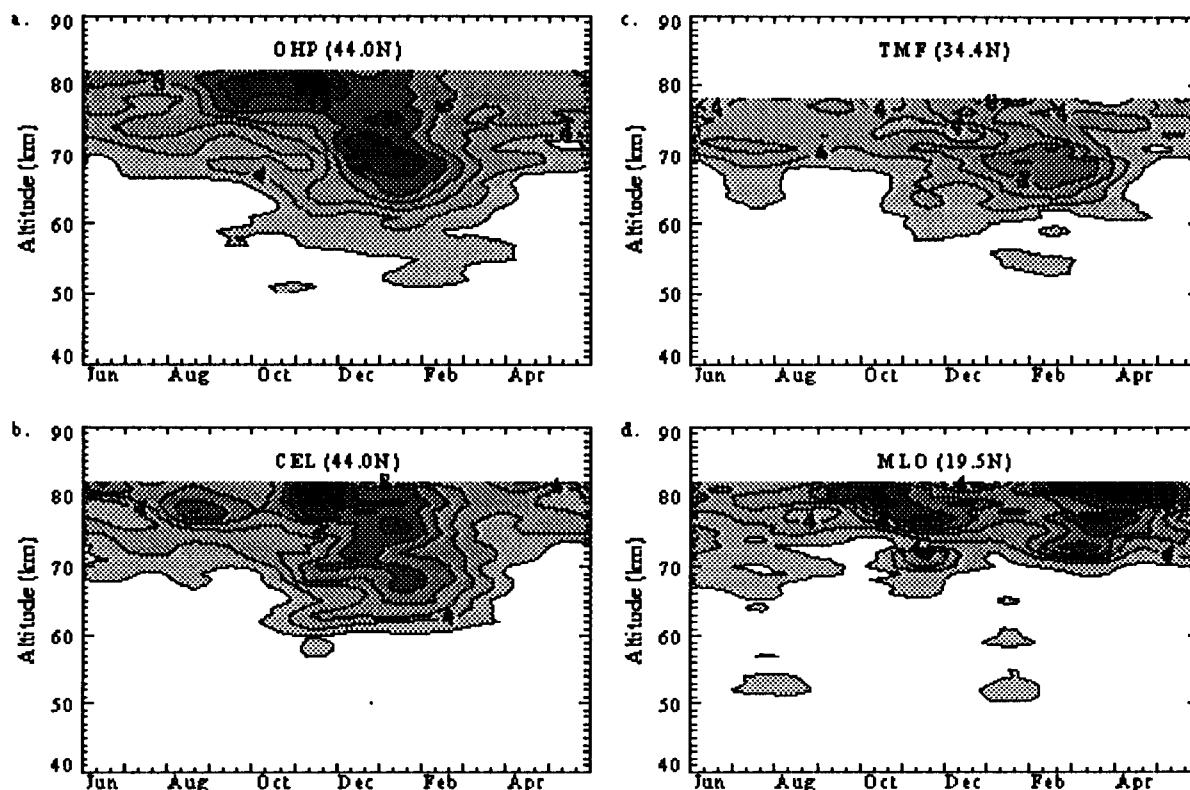 a.
OHP (44.0N)
90
80
70
60
50
40
Altitude (km)
Jun Aug Oct Dec Feb Apr
c.
TMF (34.4N)
90
80
70
60
50
40
Altitude (km)
Jun Aug Oct Dec Feb Apr
b.
CEL (44.0N)
90
80
70
60
50
40
Altitude (km)
Jun Aug Oct Dec Feb Apr
d.
MLO (19.5N)
90
80
70
60
50
40
Altitude (km)
Jun Aug Oct Dec Feb Apr